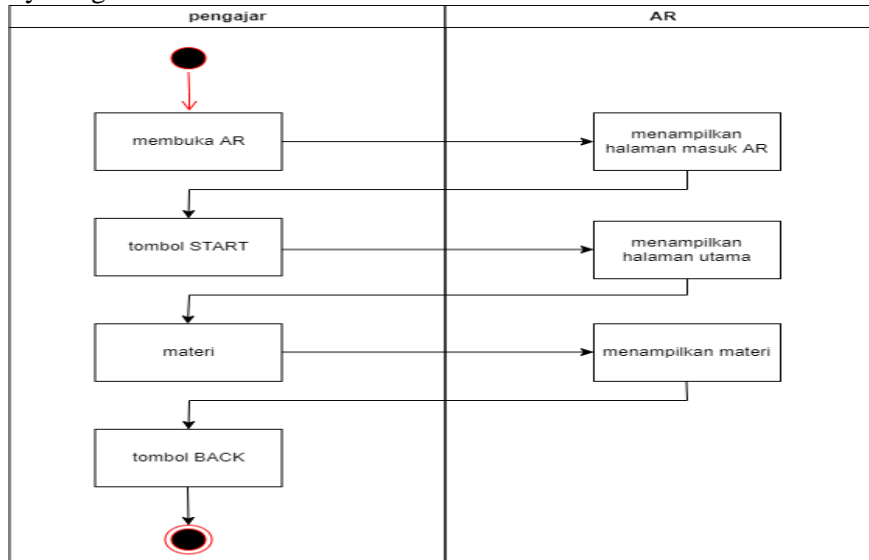 pengajar
AR
membuka AR
menampilkan
halaman masuk AR
tombol START
menampilkan
halaman utama
materi
menampilkan materi
tombol BACK